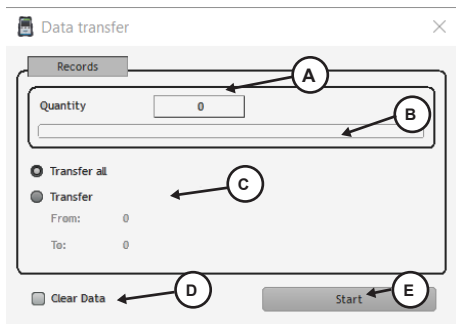 Data transfer
Records
A
Quantity 0
B
Transfer all
C
Transfer
From: 0
To: 0
D
Clear Data
Start
E